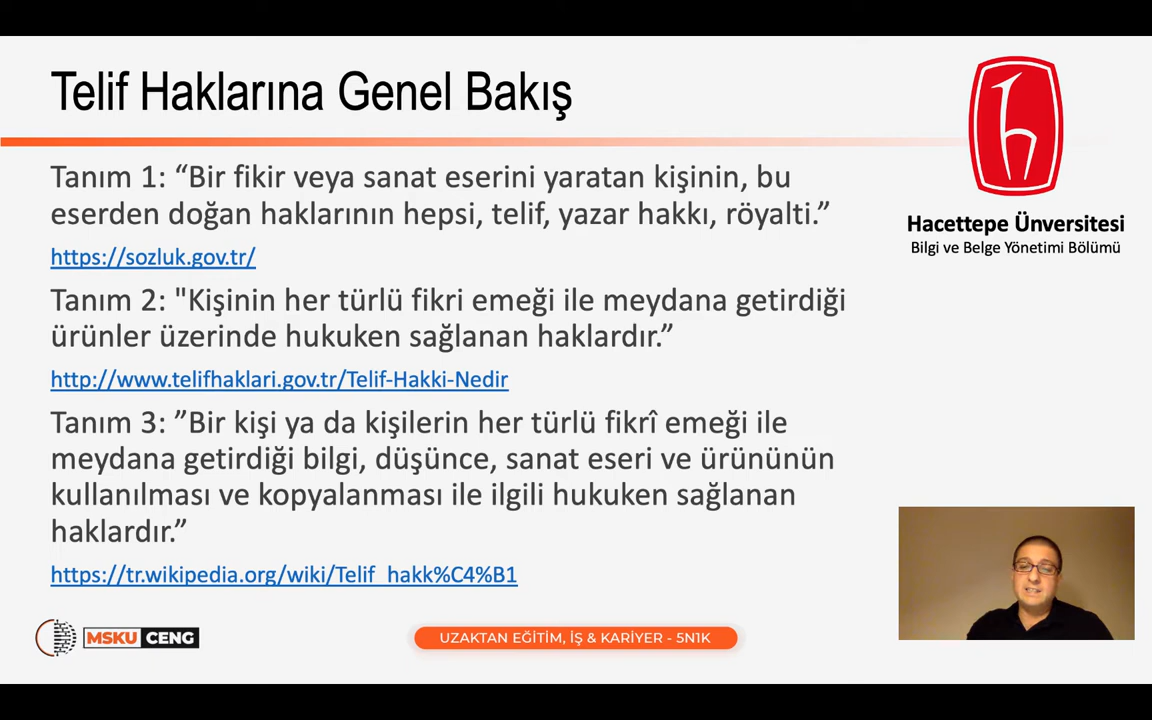 Telif Haklarına Genel Bakış
Tanım 1: “Bir fikir veya sanat eserini yaratan kişinin, bu
eserden doğan haklarının hepsi, telif, yazar hakkı, röyalti.”
https://sozluk.gov.tr/
Tanım 2: "Kişinin her türlü fikri emeği ile meydana getirdiği
ürünler üzerinde hukuken sağlanan haklardır.”
http://www.telifhaklari.gov.tr/Telif-Hakki-Nedir
Tanım 3: ”Bir kişi ya da kişilerin her türlü fikrî emeği ile
meydana getirdiği bilgi, düşünce, sanat eseri ve ürününün
kullanılması ve kopyalanması ile ilgili hukuken sağlanan
haklardır.”
https://tr.wikipedia.org/wiki/Telif_hakk%C4%B1
Hacettepe Ünversitesi
Bilgi ve Belge Yönetimi Bölümü
MSKU CENG
UZAKTAN EĞİTİM, İŞ & KARİYER - 5N1K